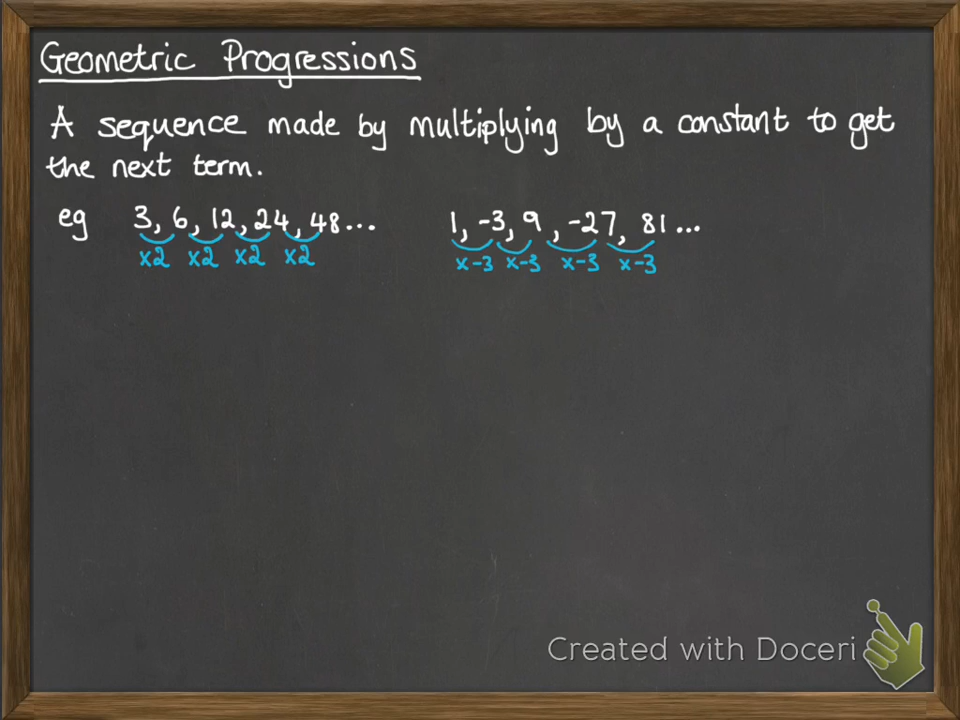 Geometric Progressions
A sequence made by multiplying by a constant to get
the next term.
eg 3, 6, 12, 24, 48... 1, -3, 9, -27, 81...
x2 x2 x2 x2 x-3 x-3 x-3 x-3
Created with Doceri